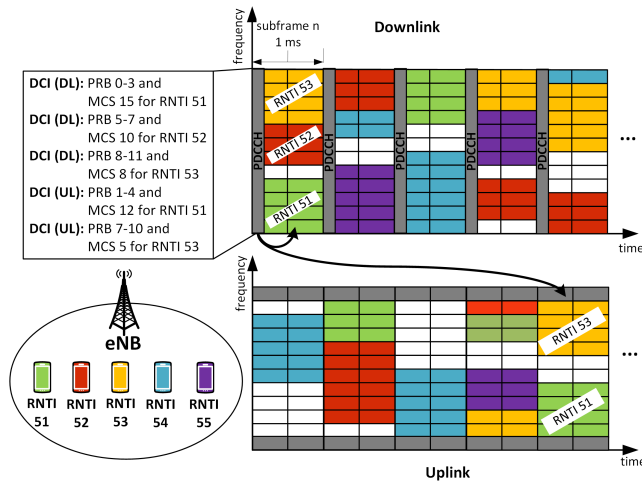 subframe n
1 ms
Downlink
frequency
DCI (DL): PRB 0-3 and
MCS 15 for RNTI 51
DCI (DL): PRB 5-7 and
MCS 10 for RNTI 52
DCI (DL): PRB 8-11 and
MCS 8 for RNTI 53
DCI (UL): PRB 1-4 and
MCS 12 for RNTI 51
DCI (UL): PRB 7-10 and
MCS 5 for RNTI 53
PDCCH
RNTI 53
RNTI 52
RNTI 51
PDCCH
PDCCH
PDCCH
PDCCH
...
time
frequency
RNTI 53
RNTI 51
...
time
Uplink
eNB
RNTI RNTI RNTI RNTI RNTI
51 52 53 54 55